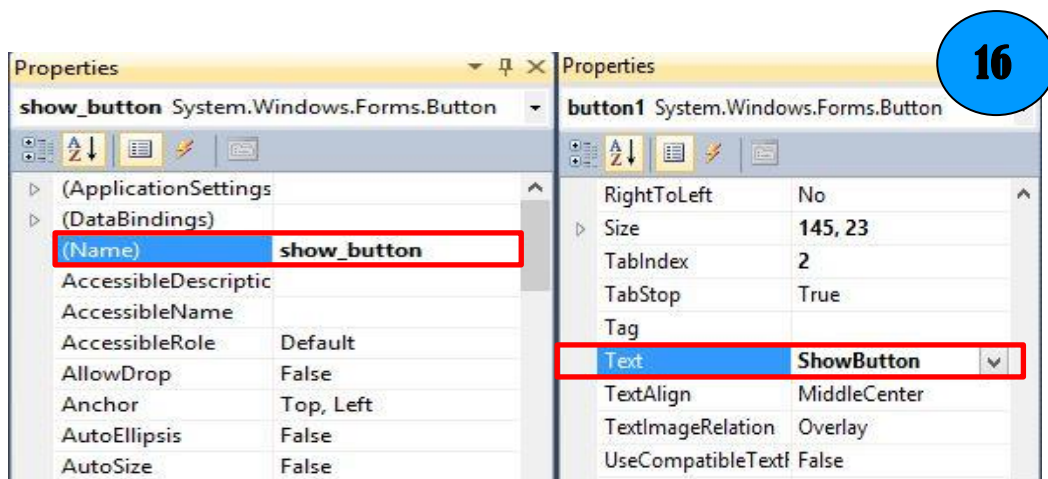 16
Properties
show_button System.Windows.Forms.Button
(ApplicationSettings
(DataBindings)
(Name) show_button
AccessibleDescriptic
AccessibleName
AccessibleRole Default
AllowDrop False
Anchor Top, Left
AutoEllipsis False
AutoSize False
Properties
button1 System.Windows.Forms.Button
RightToLeft No
Size 145, 23
TabIndex 2
TabStop True
Tag
Text ShowButton
TextAlign MiddleCenter
TextImageRelation Overlay
UseCompatibleTextF False